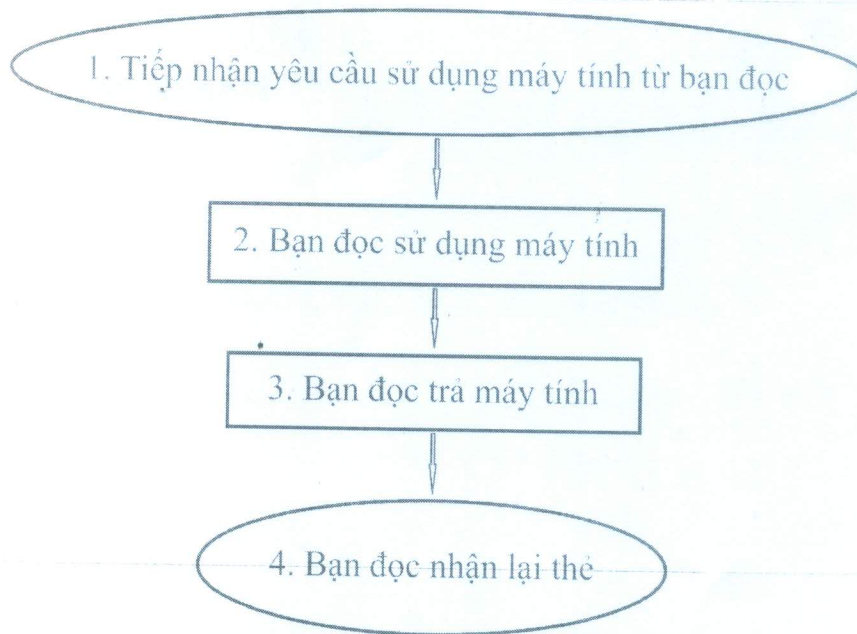 1. Tiếp nhận yêu cầu sử dụng máy tính từ bạn đọc
2. Bạn đọc sử dụng máy tính
3. Bạn đọc trả máy tính
4. Bạn đọc nhận lại thẻ